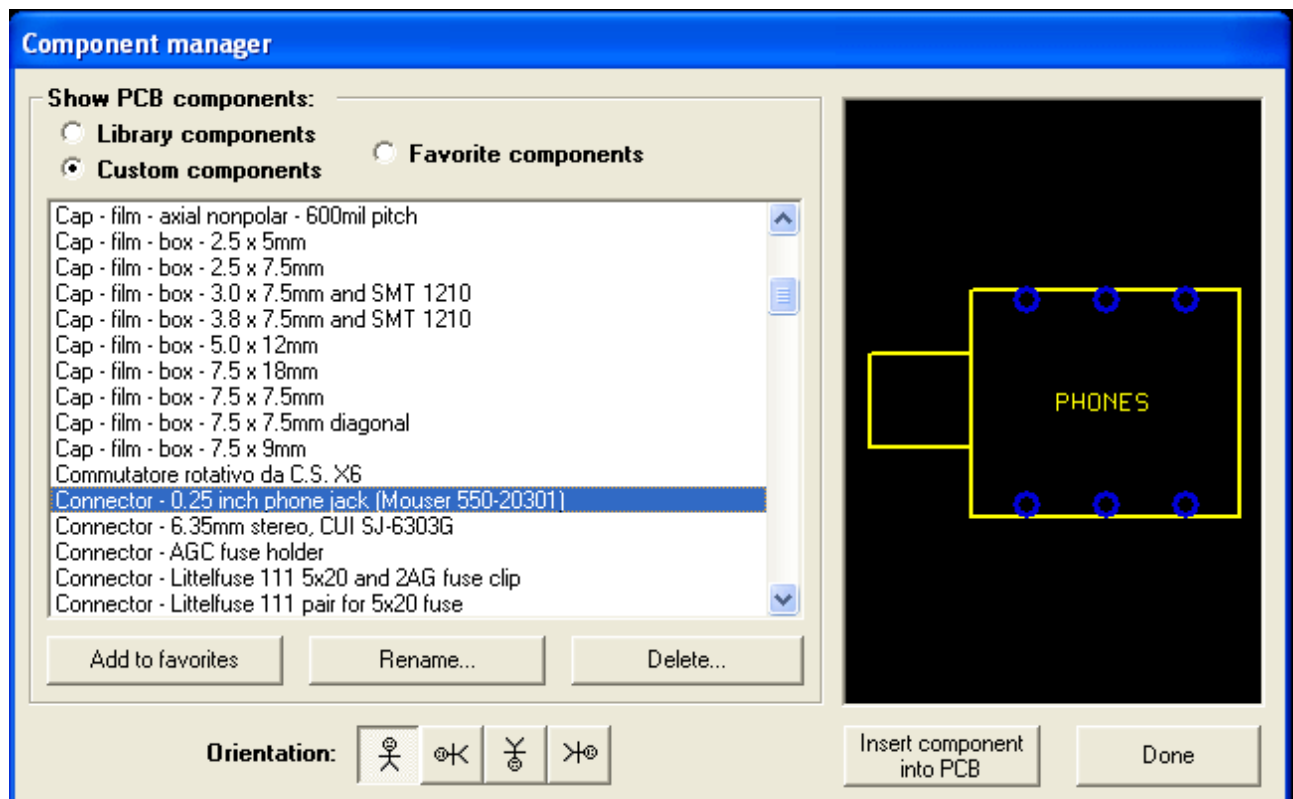 Component manager
Show PCB components:
Library components
Custom components
Favorite components
Cap - film - axial nonpolar - 600mil pitch
Cap - film - box - 2.5 x 5mm
Cap - film - box - 2.5 x 7.5mm
Cap - film - box - 3.0 x 7.5mm and SMT 1210
Cap - film - box - 3.8 x 7.5mm and SMT 1210
Cap - film - box - 5.0 x 12mm
Cap - film - box - 7.5 x 18mm
Cap - film - box - 7.5 x 7.5mm
Cap - film - box - 7.5 x 7.5mm diagonal
Cap - film - box - 7.5 x 9mm
Commutatore rotativo da C.S. X6
Connector - 0.25 inch phone jack (Mouser 550-20301)
Connector - 6.35mm stereo, CUI SJ-6303G
Connector - AGC fuse holder
Connector - Littelfuse 111 5x20 and 2AG fuse clip
Connector - Littelfuse 111 pair for 5x20 fuse
Add to favorites
Rename...
Delete...
Orientation:
PHONES
Insert component
into PCB
Done